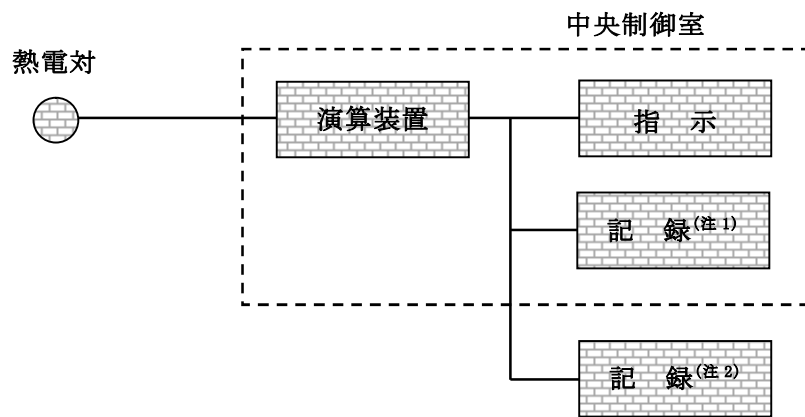 中央制御室
熱電対
演算装置
指 示
記 録(注 1)
記 録(注 2)